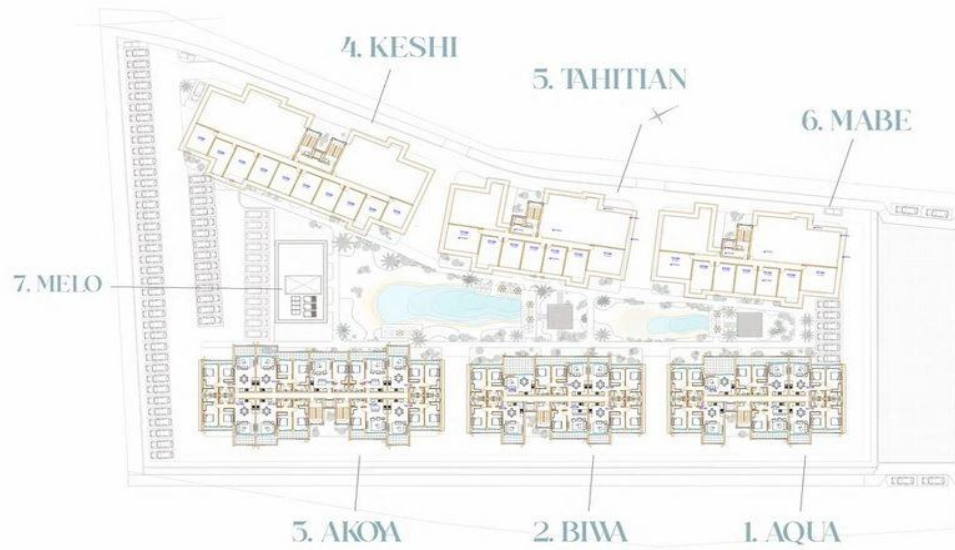 4. KESHI
5. TAHITIAN
6. MABE
7. MELO
3. AKOYA
2. BIWA
1. AQUA